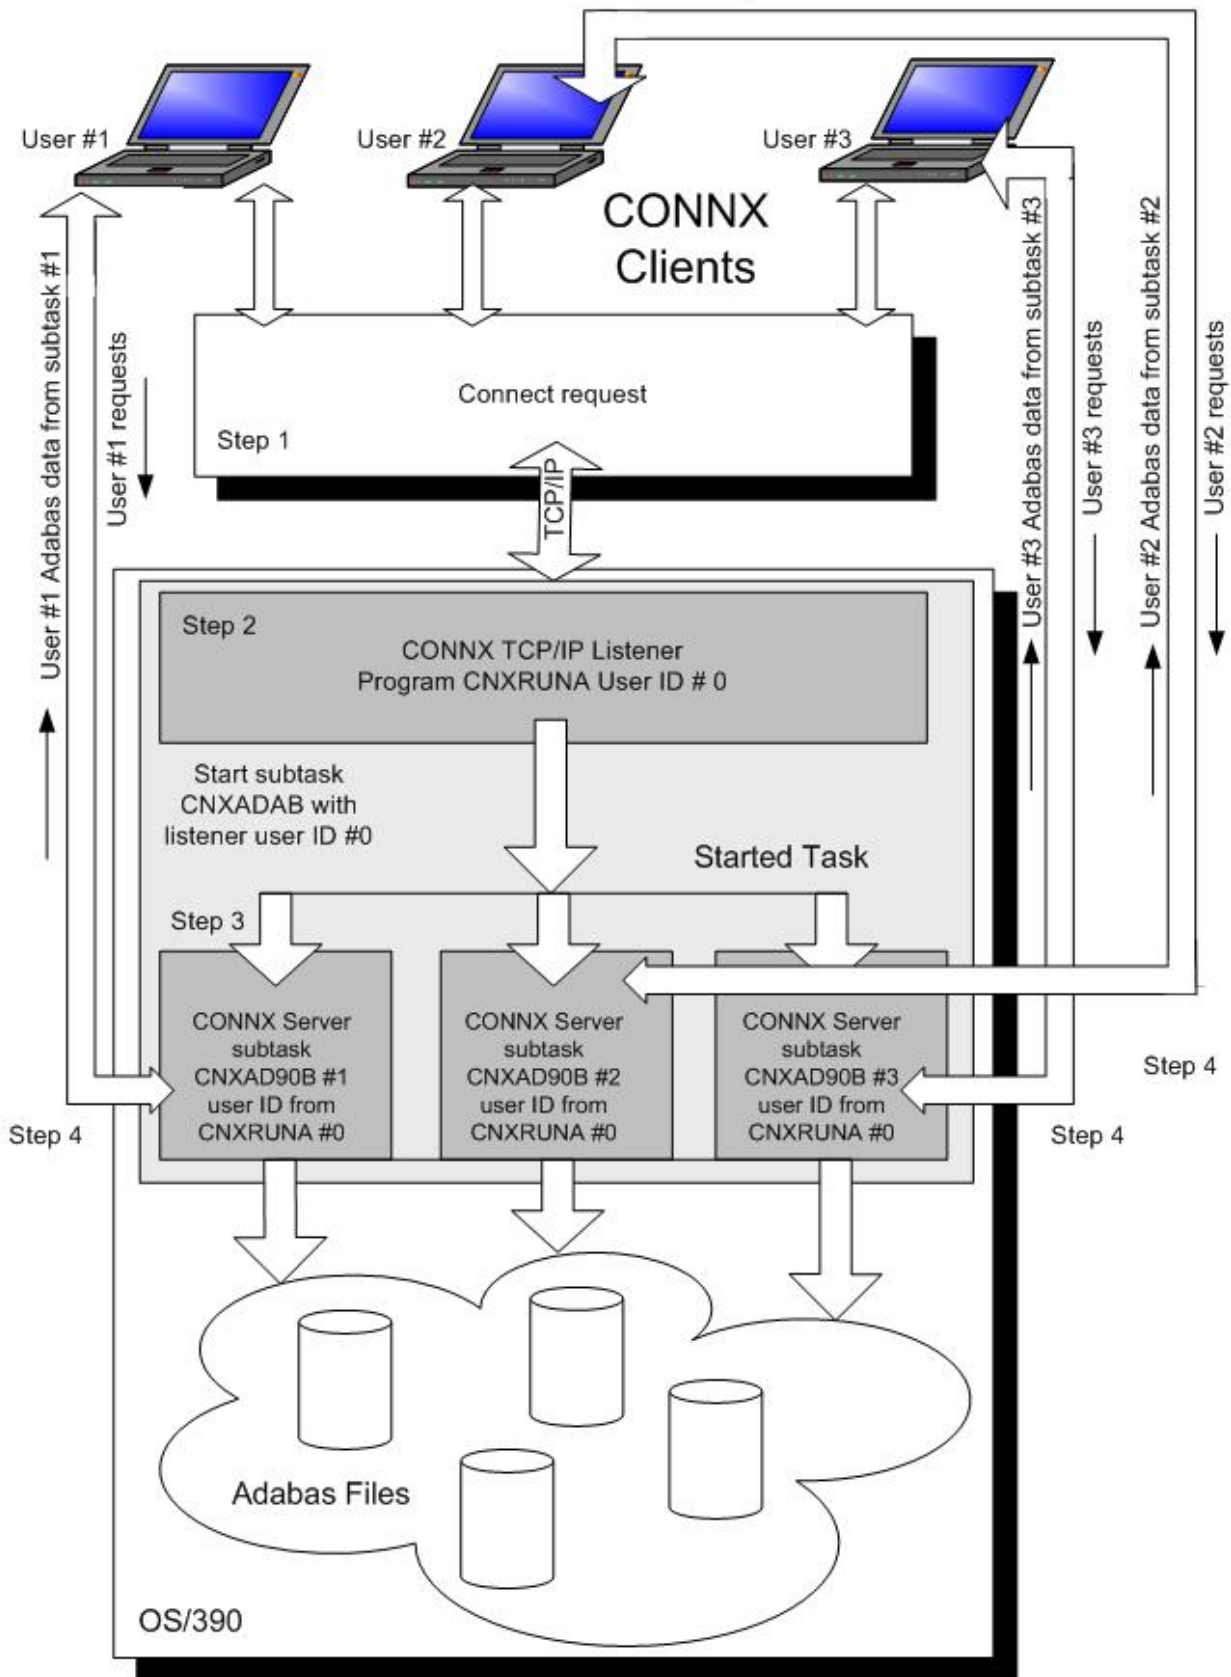 User #1
User #2
User #3
CONNX
Clients
User #1 Adabas data from subtask #1
User #1 requests
User #3 Adabas data from subtask #3
User #3 requests
User #2 Adabas data from subtask #2
User #2 requests
Connect request
Step 1
TCP/IP
Step 2
CONNX TCP/IP Listener
Program CNXRUNA User ID # 0
Start subtask
CNXADAB with
listener user ID #0
Started Task
Step 3
CONNX Server
subtask
CNXAD90B #1
user ID from
CNXRUNA #0
CONNX Server
subtask
CNXAD90B #2
user ID from
CNXRUNA #0
CONNX Server
subtask
CNXAD90B #3
user ID from
CNXRUNA #0
Step 4
Step 4
Step 4
Adabas Files
OS/390